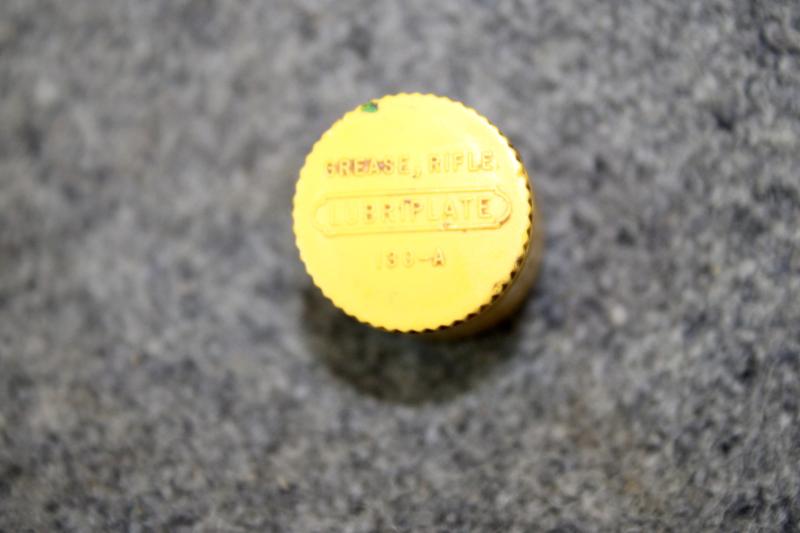 GREASE, RIFLE.
LUBRIPLATE
130-A